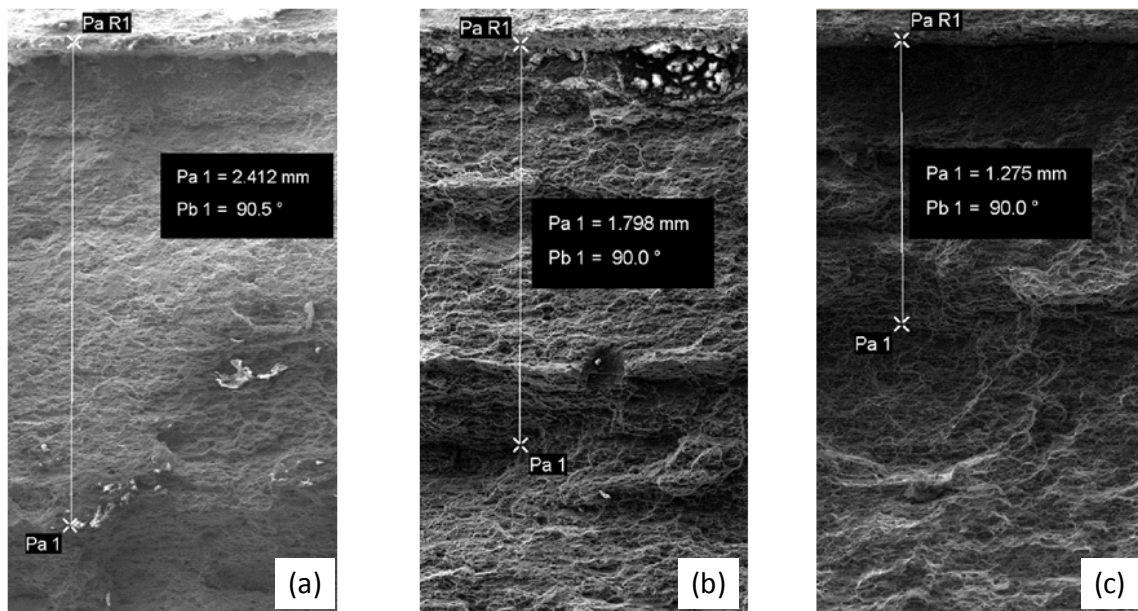 Pa R1
Pa 1 = 2.412 mm
Pb 1 = 90.5 °
Pa 1
(a)
Pa R1
Pa 1 = 1.798 mm
Pb 1 = 90.0 °
Pa 1
(b)
Pa R1
Pa 1 = 1.275 mm
Pb 1 = 90.0 °
Pa 1
(c)